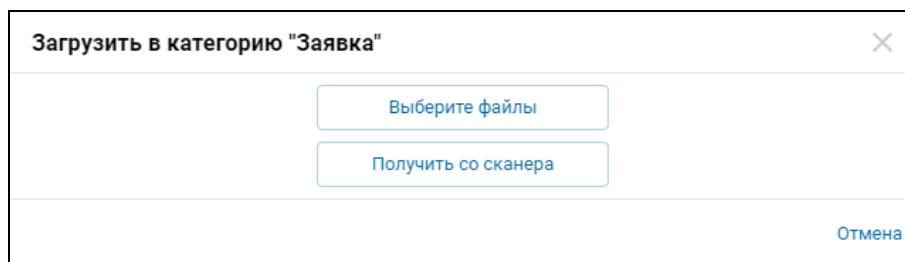 Загрузить в категорию "Заявка"
Выберите файлы
Получить со сканера
Отмена